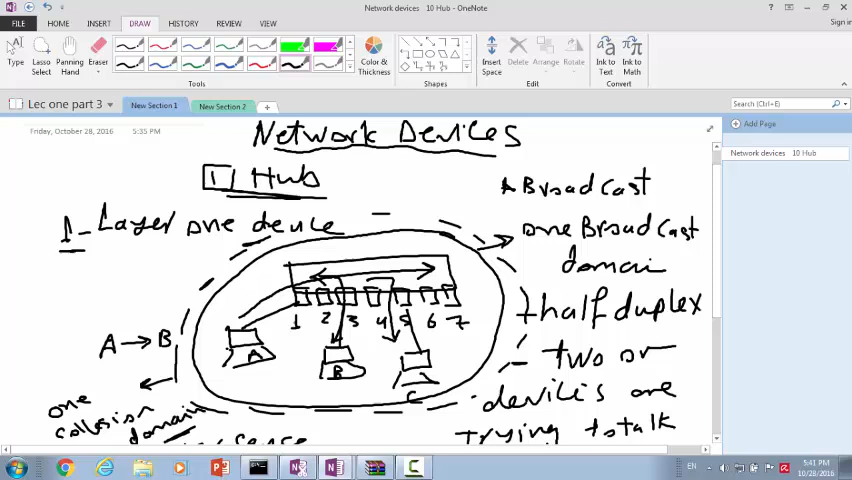 Network devices   10 Hub - OneNote
FILE HOME INSERT DRAW HISTORY REVIEW VIEW
Sign in
Type Lasso Select Panning Hand Eraser Color & Thickness Insert Space Delete Arrange Rotate Ink to Text Ink to Math
Tools Shapes Edit Convert
Lec one part 3 New Section 1 New Section 2 Search (Ctrl+E)
Friday, October 28, 2016 5:35 PM
Add Page
Network devices 10 Hub
Network Devices
1 Hub
Broadcast
1- Layer one device
one Broadcast
domain
half duplex
1 2 3 4 5 6 7
A → B
A
B
C
- two or
devices are
trying to talk
one
collision
domain
EN 5:41 PM
10/28/2016